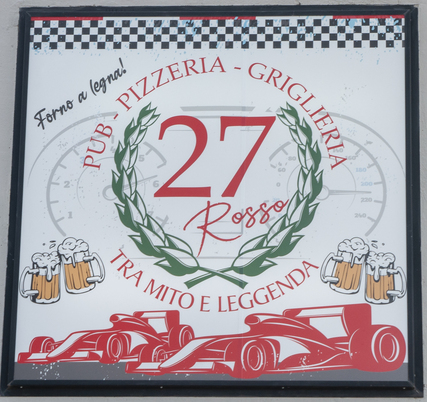 Forno a legna!
PUB - PIZZERIA - GRIGLIERIA
27
Rosso
TRA MITO E LEGGENDA